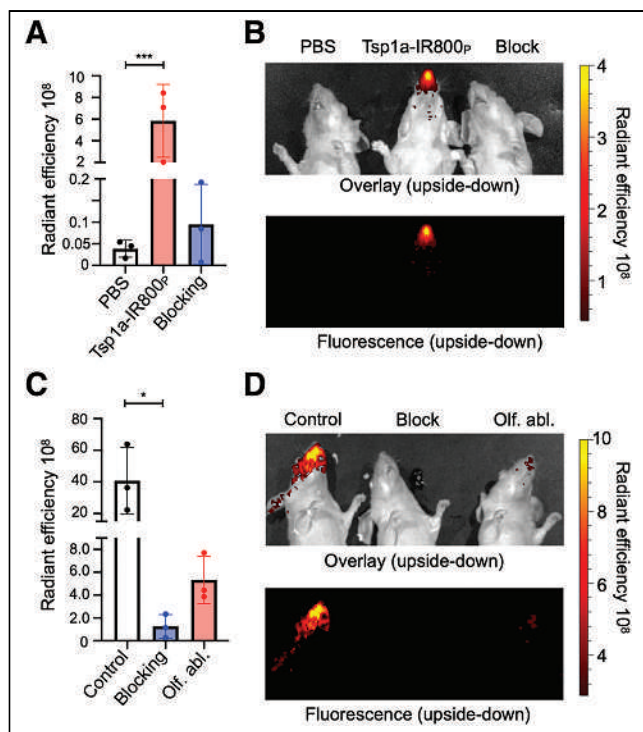 A
Radiant efficiency 10⁸
***
10
8
6
4
2
0.2
0.1
0.05
0
PBS
Tsp1a-IR800P
Blocking
B
PBS Tsp1a-IR800P Block
Overlay (upside-down)
Fluorescence (upside-down)
4
3
2
1
Radiant efficiency 10⁸
C
Radiant efficiency 10⁸
*
80
60
40
20
8.0
6.0
4.0
2.0
0
Control
Blocking
Olf. abl.
D
Control Block Olf. abl.
Overlay (upside-down)
Fluorescence (upside-down)
10
8
6
4
Radiant efficiency 10⁸